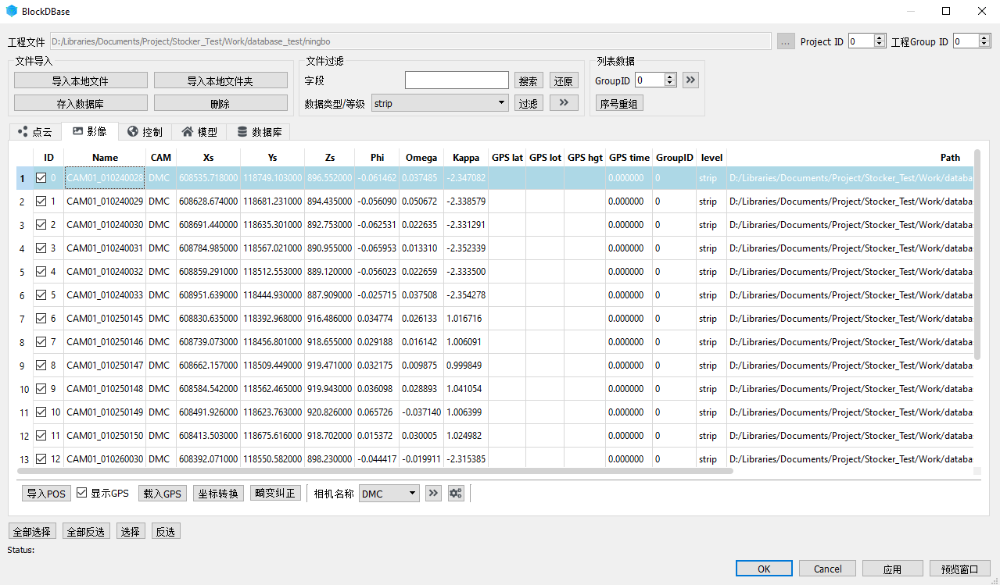 BlockDBase
工程文件 D:/Libraries/Documents/Project/Stocker_Test/Work/database_test/ningbo ... Project ID 0 工程Group ID 0
文件导入 文件过滤 列表数据
导入本地文件 导入本地文件夹 字段 搜索 还原 GroupID 0
存入数据库 删除 数据类型/等级 strip 过滤 序号重组
点云 影像 控制 模型 数据库
ID Name CAM Xs Ys Zs Phi Omega Kappa GPS lat GPS lot GPS hgt GPS time GroupID level Path
1 0 CAM01_010240028 DMC 608535.718000 118749.103000 896.552000 -0.061462 0.037485 -2.347082 0.000000 0 strip D:/Libraries/Documents/Project/Stocker_Test/Work/databa
2 1 CAM01_010240029 DMC 608628.674000 118681.231000 894.435000 -0.056090 0.050672 -2.338579 0.000000 0 strip D:/Libraries/Documents/Project/Stocker_Test/Work/databa
3 2 CAM01_010240030 DMC 608691.440000 118635.301000 892.753000 -0.062531 0.022635 -2.331291 0.000000 0 strip D:/Libraries/Documents/Project/Stocker_Test/Work/databa
4 3 CAM01_010240031 DMC 608784.985000 118567.021000 890.955000 -0.065953 0.013310 -2.352339 0.000000 0 strip D:/Libraries/Documents/Project/Stocker_Test/Work/databa
5 4 CAM01_010240032 DMC 608859.291000 118512.553000 889.120000 -0.056023 0.022659 -2.333500 0.000000 0 strip D:/Libraries/Documents/Project/Stocker_Test/Work/databa
6 5 CAM01_010240033 DMC 608951.639000 118444.930000 887.909000 -0.025715 0.037508 -2.354278 0.000000 0 strip D:/Libraries/Documents/Project/Stocker_Test/Work/databa
7 6 CAM01_010250145 DMC 608830.635000 118392.968000 916.486000 0.034774 0.026133 1.016716 0.000000 0 strip D:/Libraries/Documents/Project/Stocker_Test/Work/databa
8 7 CAM01_010250146 DMC 608739.073000 118456.801000 918.655000 0.029188 0.016142 1.006091 0.000000 0 strip D:/Libraries/Documents/Project/Stocker_Test/Work/databa
9 8 CAM01_010250147 DMC 608662.157000 118509.449000 919.471000 0.032175 0.009875 0.999849 0.000000 0 strip D:/Libraries/Documents/Project/Stocker_Test/Work/databa
10 9 CAM01_010250148 DMC 608584.542000 118562.465000 919.943000 0.036098 0.028893 1.041054 0.000000 0 strip D:/Libraries/Documents/Project/Stocker_Test/Work/databa
11 10 CAM01_010250149 DMC 608491.926000 118623.763000 920.826000 0.065726 -0.037140 1.006399 0.000000 0 strip D:/Libraries/Documents/Project/Stocker_Test/Work/databa
12 11 CAM01_010250150 DMC 608413.503000 118675.616000 918.702000 0.015372 0.030005 1.024982 0.000000 0 strip D:/Libraries/Documents/Project/Stocker_Test/Work/databa
13 12 CAM01_010260030 DMC 608392.071000 118550.582000 898.230000 -0.044417 -0.019911 -2.315385 0.000000 0 strip D:/Libraries/Documents/Project/Stocker_Test/Work/databa
导入POS 显示GPS 载入GPS 坐标转换 畸变纠正 相机名称 DMC
全部选择 全部反选 选择 反选
Status:
OK Cancel 应用 预览窗口